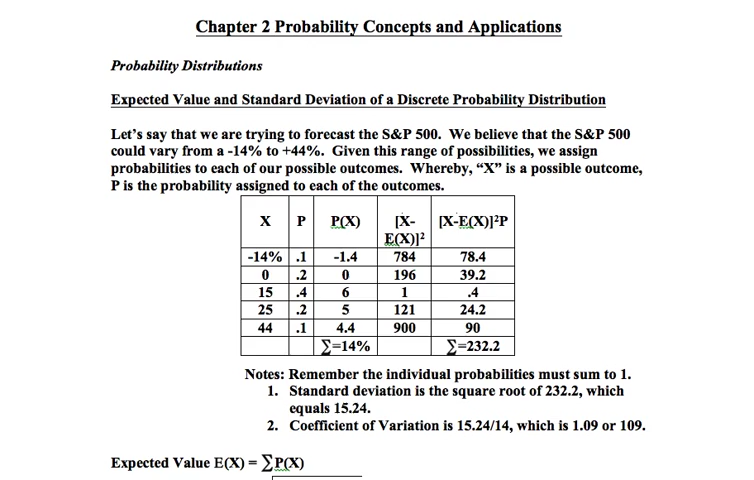 Chapter 2 Probability Concepts and Applications
Probability Distributions
Expected Value and Standard Deviation of a Discrete Probability Distribution
Let's say that we are trying to forecast the S&P 500. We believe that the S&P 500
could vary from a -14% to +44%. Given this range of possibilities, we assign
probabilities to each of our possible outcomes. Whereby, “X” is a possible outcome,
P is the probability assigned to each of the outcomes.
X P P(X) [X- [X-E(X)]²P
E(X)]²
-14% .1 -1.4 784 78.4
0 .2 0 196 39.2
15 .4 6 1 .4
25 .2 5 121 24.2
44 .1 4.4 900 90
∑=14% ∑=232.2
Notes: Remember the individual probabilities must sum to 1.
1. Standard deviation is the square root of 232.2, which
equals 15.24.
2. Coefficient of Variation is 15.24/14, which is 1.09 or 109.
Expected Value E(X) = ∑P(X)